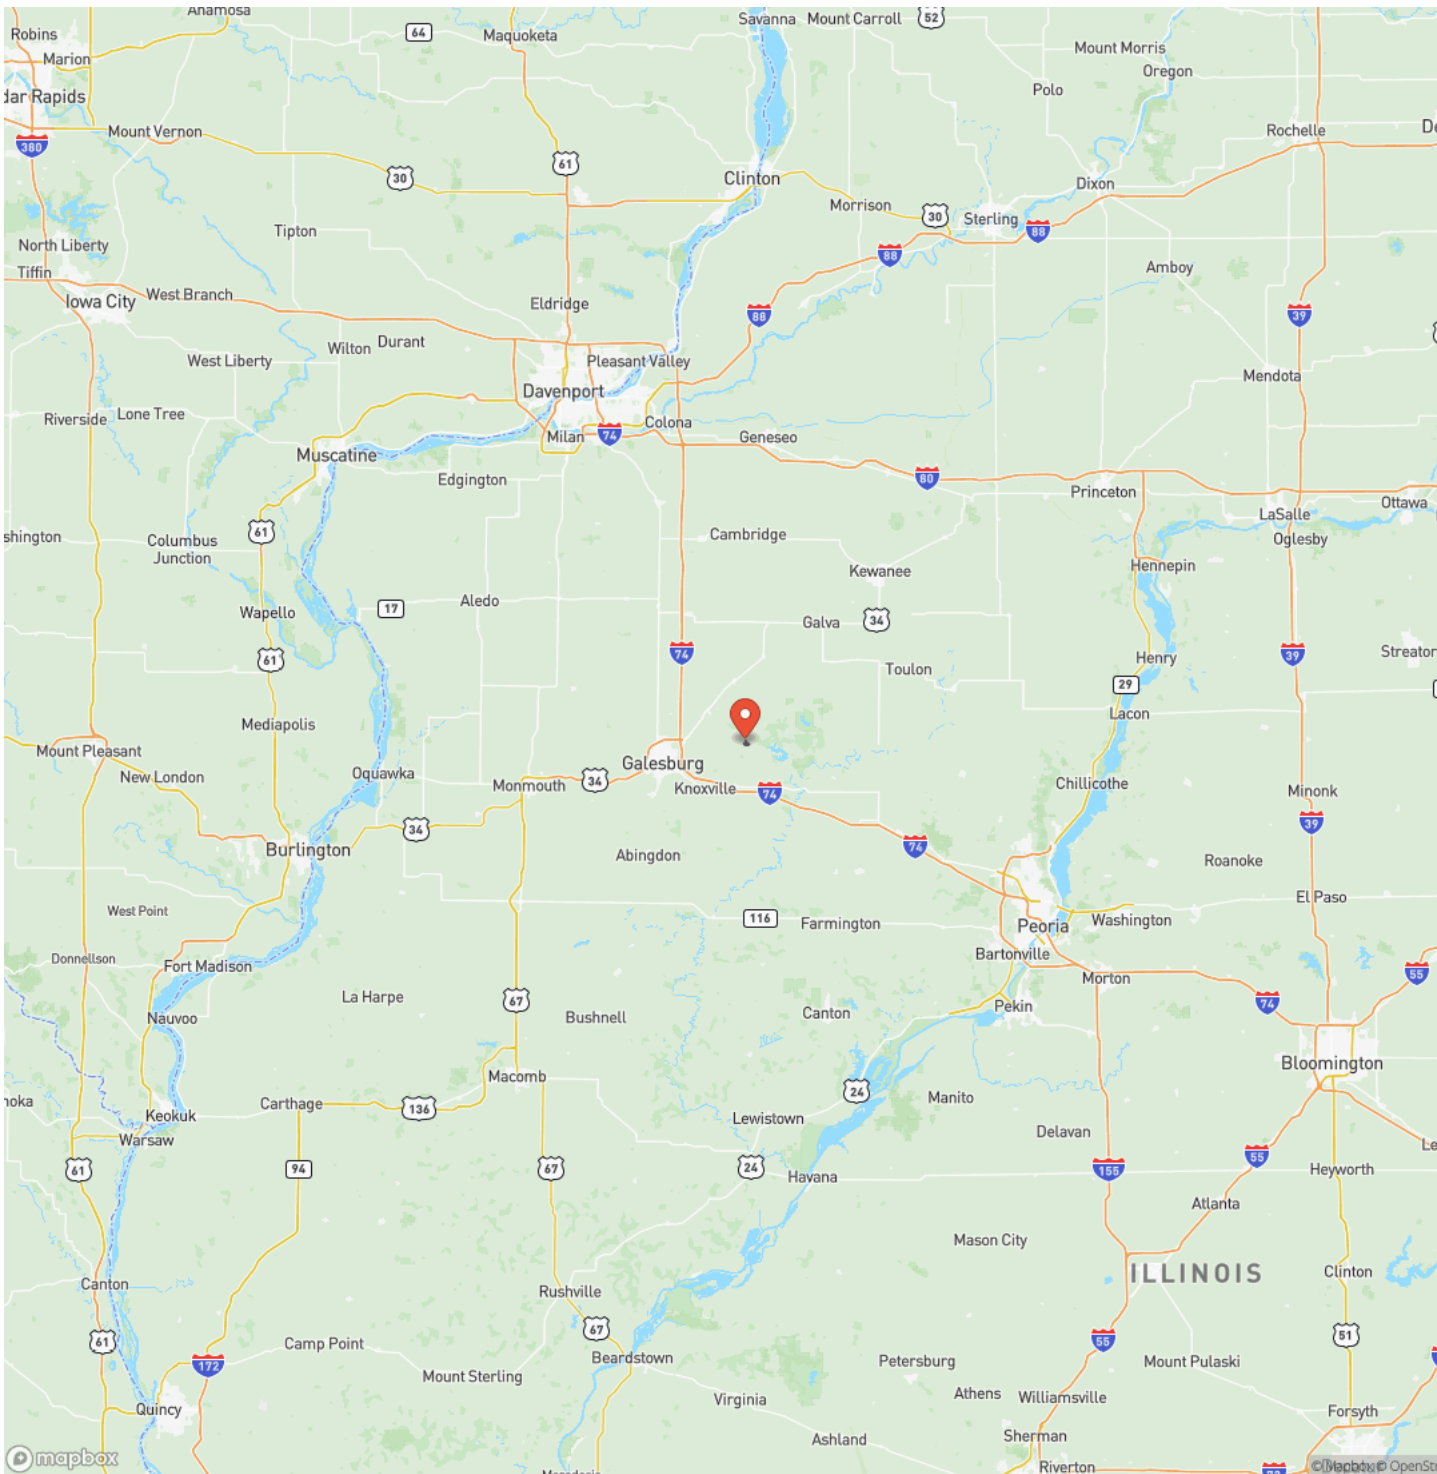 Anamosa
Savanna
Mount Carroll
52
Robins
64
Maquoketa
Mount Morris
Marion
Oregon
Polo
dar Rapids
Mount Vernon
Rochelle
De
380
61
30
Clinton
Dixon
Morrison
30
Sterling
88
Tipton
North Liberty
88
Tiffin
Amboy
West Branch
Iowa City
Eldridge
88
39
Durant
Wilton
West Liberty
Pleasant Valley
Mendota
Davenport
Lone Tree
Riverside
Colona
74
Milan
Geneseo
Muscatine
Edgington
80
Princeton
Ottawa
LaSalle
61
Cambridge
shington
Columbus
Junction
Oglesby
Hennepin
Kewanee
Aledo
17
Wapello
Galva
34
74
39
Streator
Henry
61
Toulon
29
Lacon
Mediapolis
Mount Pleasant
Galesburg
New London
Oquawka
34
Monmouth
Knoxville
74
Chillicothe
Minonk
39
34
Burlington
74
Abingdon
Roanoke
El Paso
West Point
116
Farmington
Peoria
Washington
Donnellson
Fort Madison
Bartonville
55
Morton
La Harpe
67
74
Pekin
Canton
Nauvoo
Bushnell
Bloomington
Macomb
24
Manito
noka
Carthage
136
Keokuk
Lewistown
Delavan
Warsaw
Le
55
61
94
67
24
155
Heyworth
Havana
Atlanta
Mason City
ILLINOIS
Clinton
Canton
Rushville
67
51
61
Camp Point
55
172
Beardstown
Petersburg
Mount Pulaski
Mount Sterling
Athens
Williamsville
Virginia
Quincy
Forsyth
Sherman
Ashland
mapbox
Riverton
72
© Mapbox © OpenStr